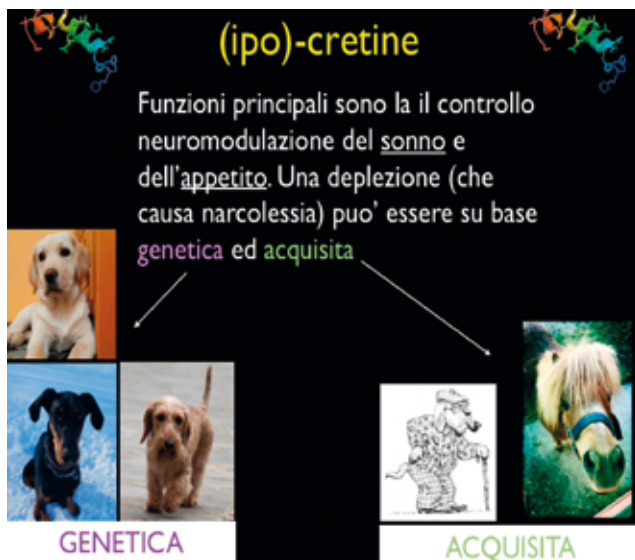 (ipo)-cretine
Funzioni principali sono la il controllo
neuromodulazione del sonno e
dell'appetito. Una deplezione (che
causa narcolessia) puo' essere su base
genetica ed acquisita
GENETICA
ACQUISITA